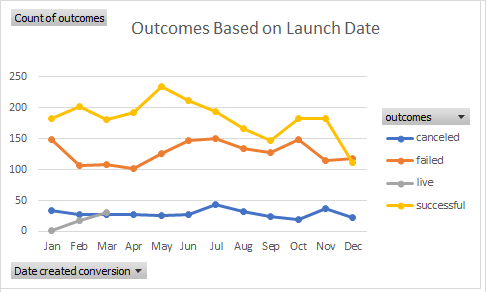 Count of outcomes
Outcomes Based on Launch Date
250
200
150
100
50
0
Jan Feb Mar Apr May Jun Jul Aug Sep Oct Nov Dec
outcomes
canceled
failed
live
successful
Date created conversion